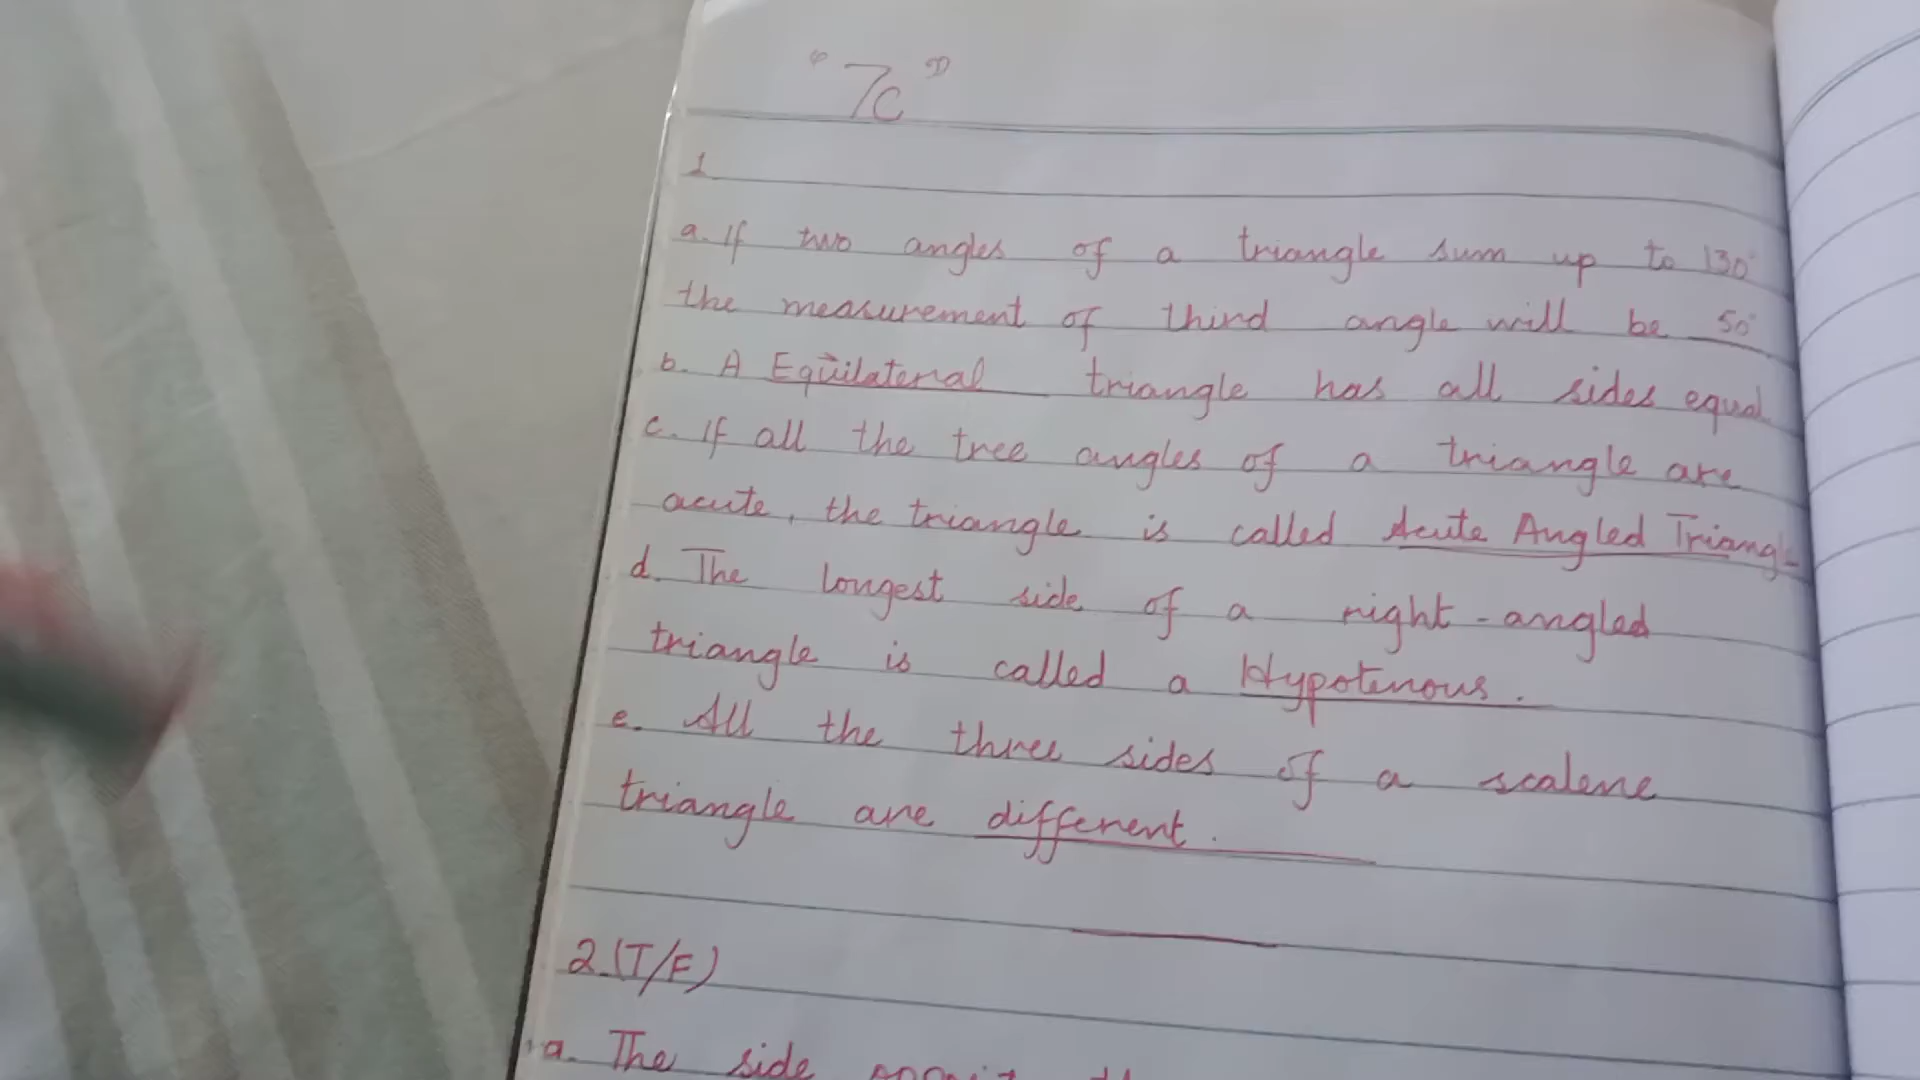 "7C"
1
a. If two angles of a triangle sum up to 130°
the measurement of third angle will be 50°
b. A Equilateral triangle has all sides equal
c. If all the tree angles of a triangle are
acute, the triangle is called Acute Angled Triangl
d. The longest side of a right-angled
triangle is called a Hypotenous.
e. All the three sides of a scalene
triangle are different.
2 (T/F)
a. The side